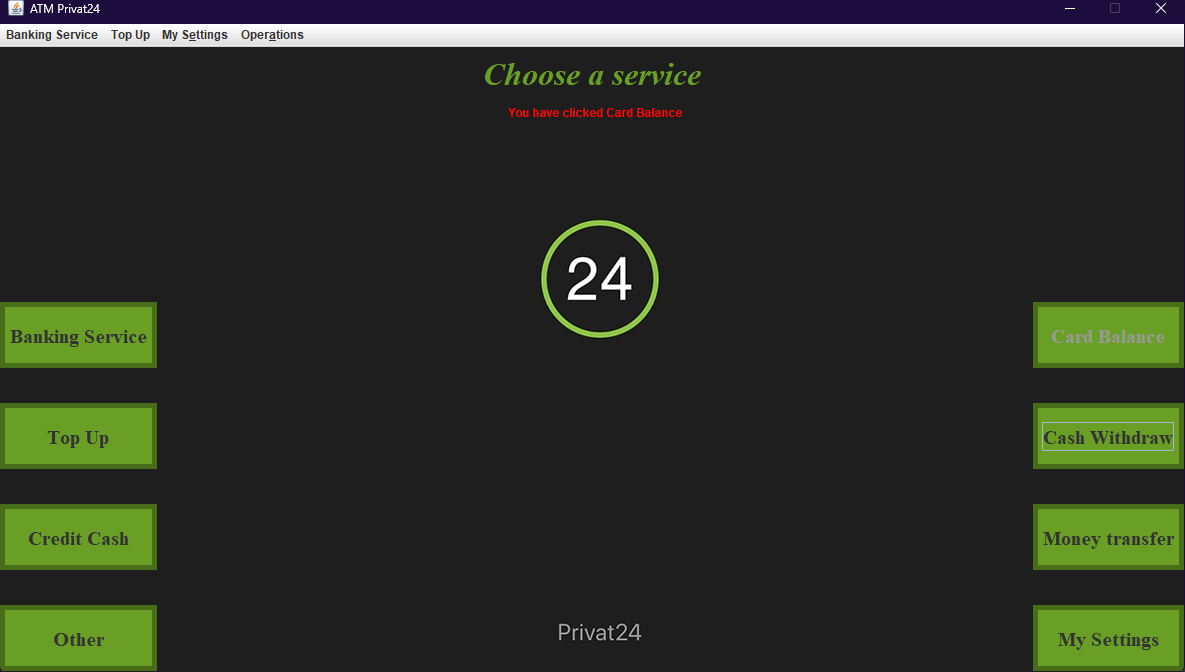 ATM Privat24
Banking Service Top Up My Settings Operations
Choose a service
You have clicked Card Balance
24
Banking Service
Card Balance
Top Up
Cash Withdraw
Credit Cash
Money transfer
Other
Privat24
My Settings